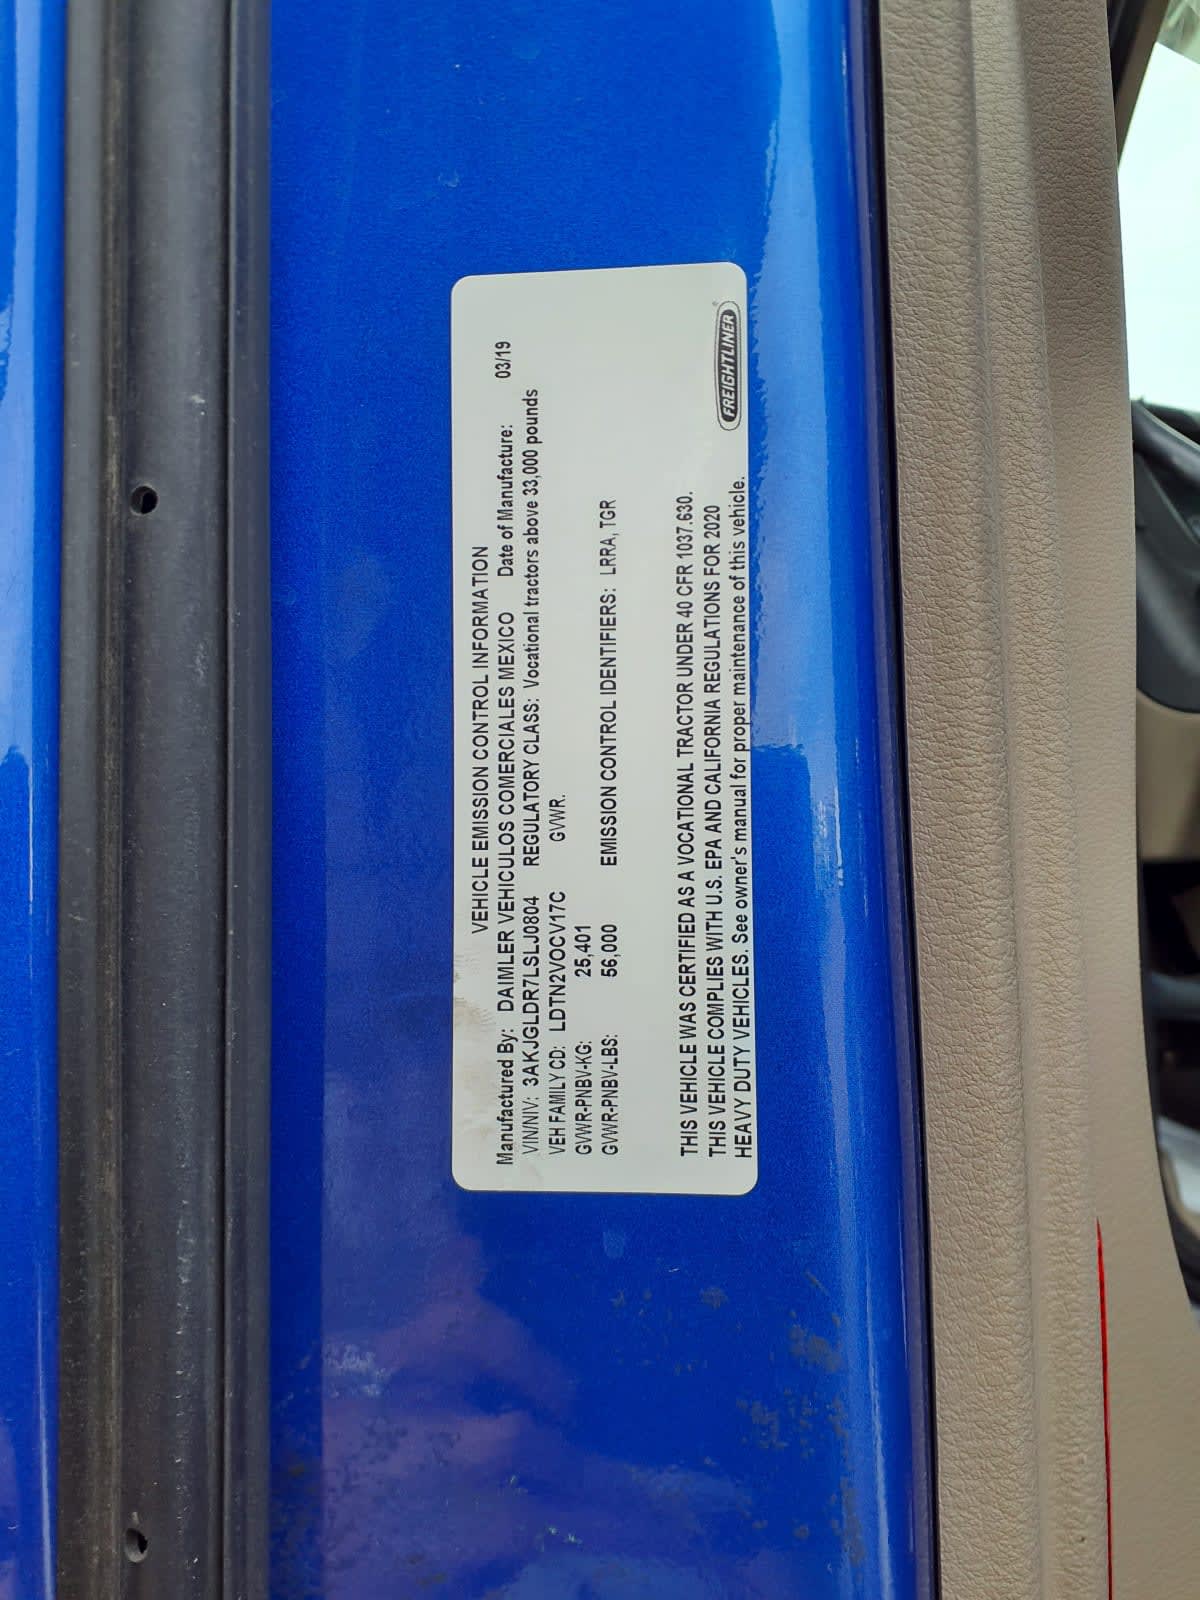 VEHICLE EMISSION CONTROL INFORMATION
Manufactured By: DAIMLER VEHICULOS COMERCIALES MEXICO Date of Manufacture: 03/19
VIN/NIV: 3AKJGLDR7LSLJ0804 REGULATORY CLASS: Vocational tractors above 33,000 pounds
VEH FAMILY CD: LDTN2VOCV17C GVWR.
GVWR-PNBV-KG: 25,401
GVWR-PNBV-LBS: 56,000 EMISSION CONTROL IDENTIFIERS: LRRA, TGR
THIS VEHICLE WAS CERTIFIED AS A VOCATIONAL TRACTOR UNDER 40 CFR 1037.630.
THIS VEHICLE COMPLIES WITH U.S. EPA AND CALIFORNIA REGULATIONS FOR 2020
HEAVY DUTY VEHICLES. See owner's manual for proper maintenance of this vehicle.
FREIGHTLINER®